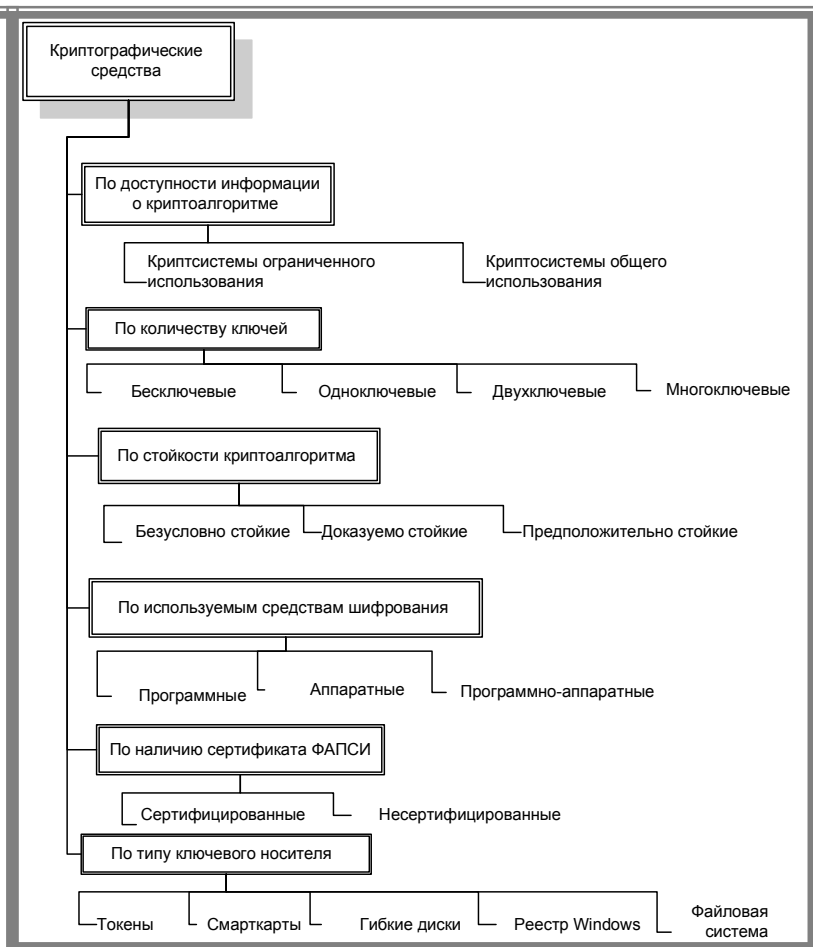 Криптографические
средства
По доступности информации
о криптоалгоритме
Криптсистемы ограниченного
использования
Криптосистемы общего
использования
По количеству ключей
Бесключевые
Одноключевые
Двухключевые
Многоключевые
По стойкости криптоалгоритма
Безусловно стойкие
Доказуемо стойкие
Предположительно стойкие
По используемым средствам шифрования
Программные
Аппаратные
Программно-аппаратные
По наличию сертификата ФАПСИ
Сертифицированные
Несертифицированные
По типу ключевого носителя
Токены
Смарткарты
Гибкие диски
Реестр Windows
Файловая
система